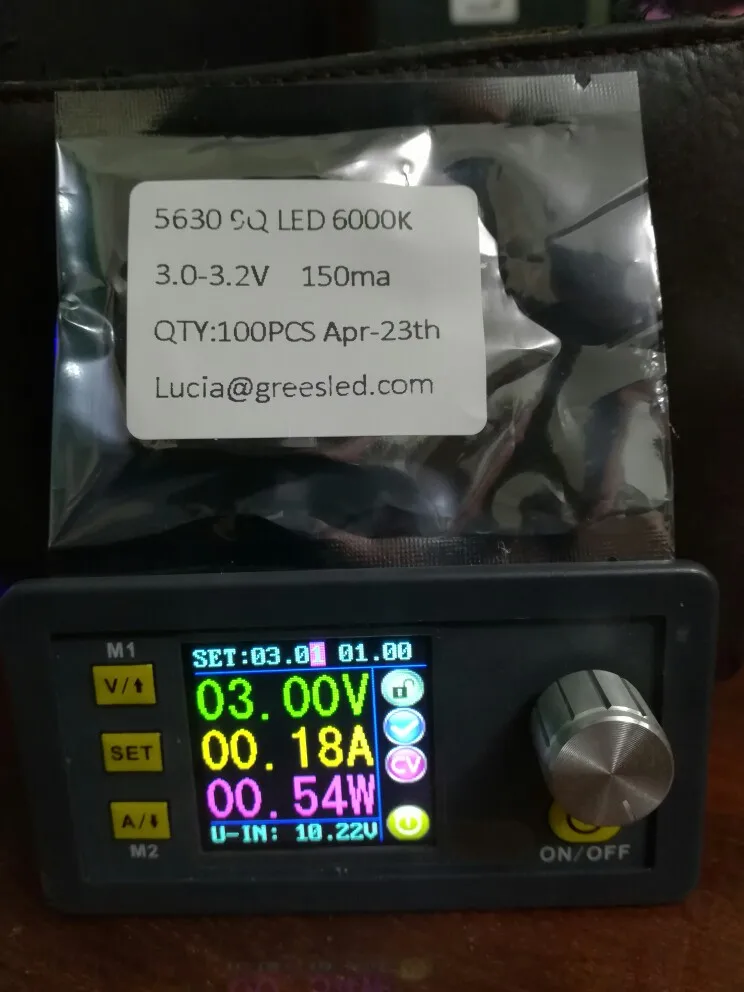 5630 SQ LED 6000K
3.0-3.2V 150ma
QTY:100PCS Apr-23th
Lucia@greesled.com
M1
V/⬆
SET
A/⬇
M2
SET:03.01 01.00
03.00V
00.18A
00.54W
CV
U-IN: 10.22V
ON/OFF